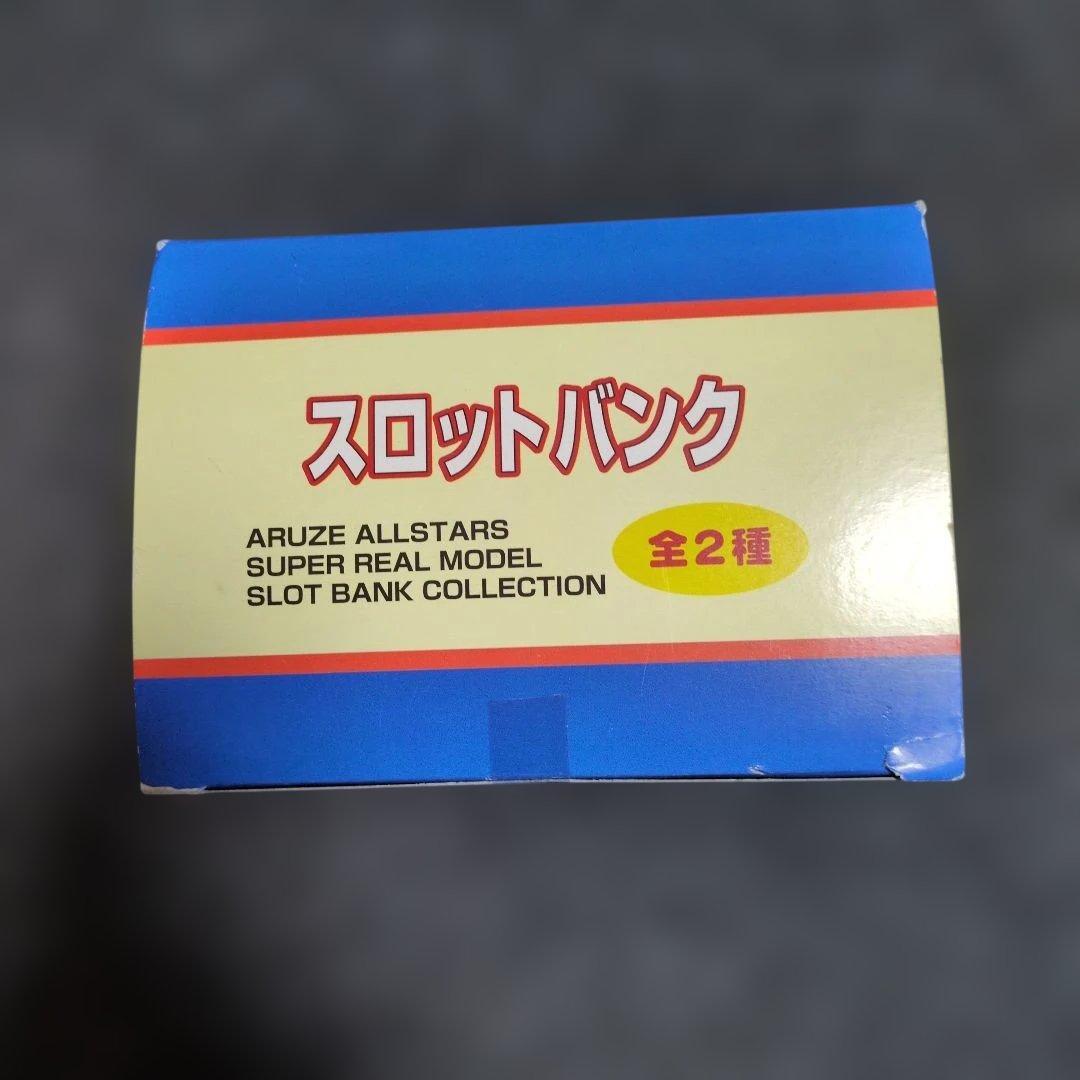 スロットバンク
ARUZE ALLSTARS
SUPER REAL MODEL
SLOT BANK COLLECTION
全2種